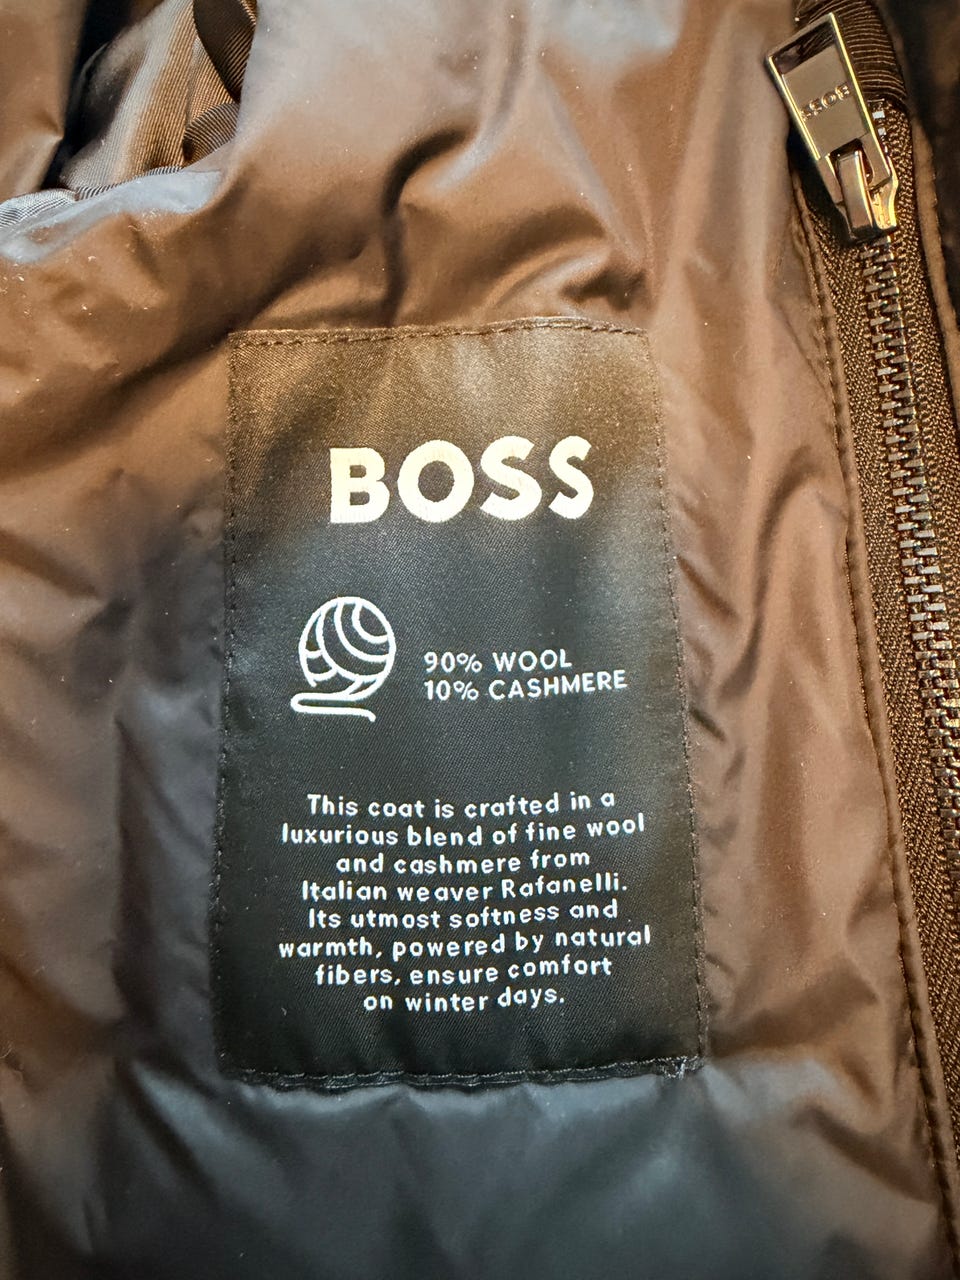 BOSS
BOSS
90% WOOL
10% CASHMERE
This coat is crafted in a
luxurious blend of fine wool
and cashmere from
Italian weaver Rafanelli.
Its utmost softness and
warmth, powered by natural
fibers, ensure comfort
on winter days.